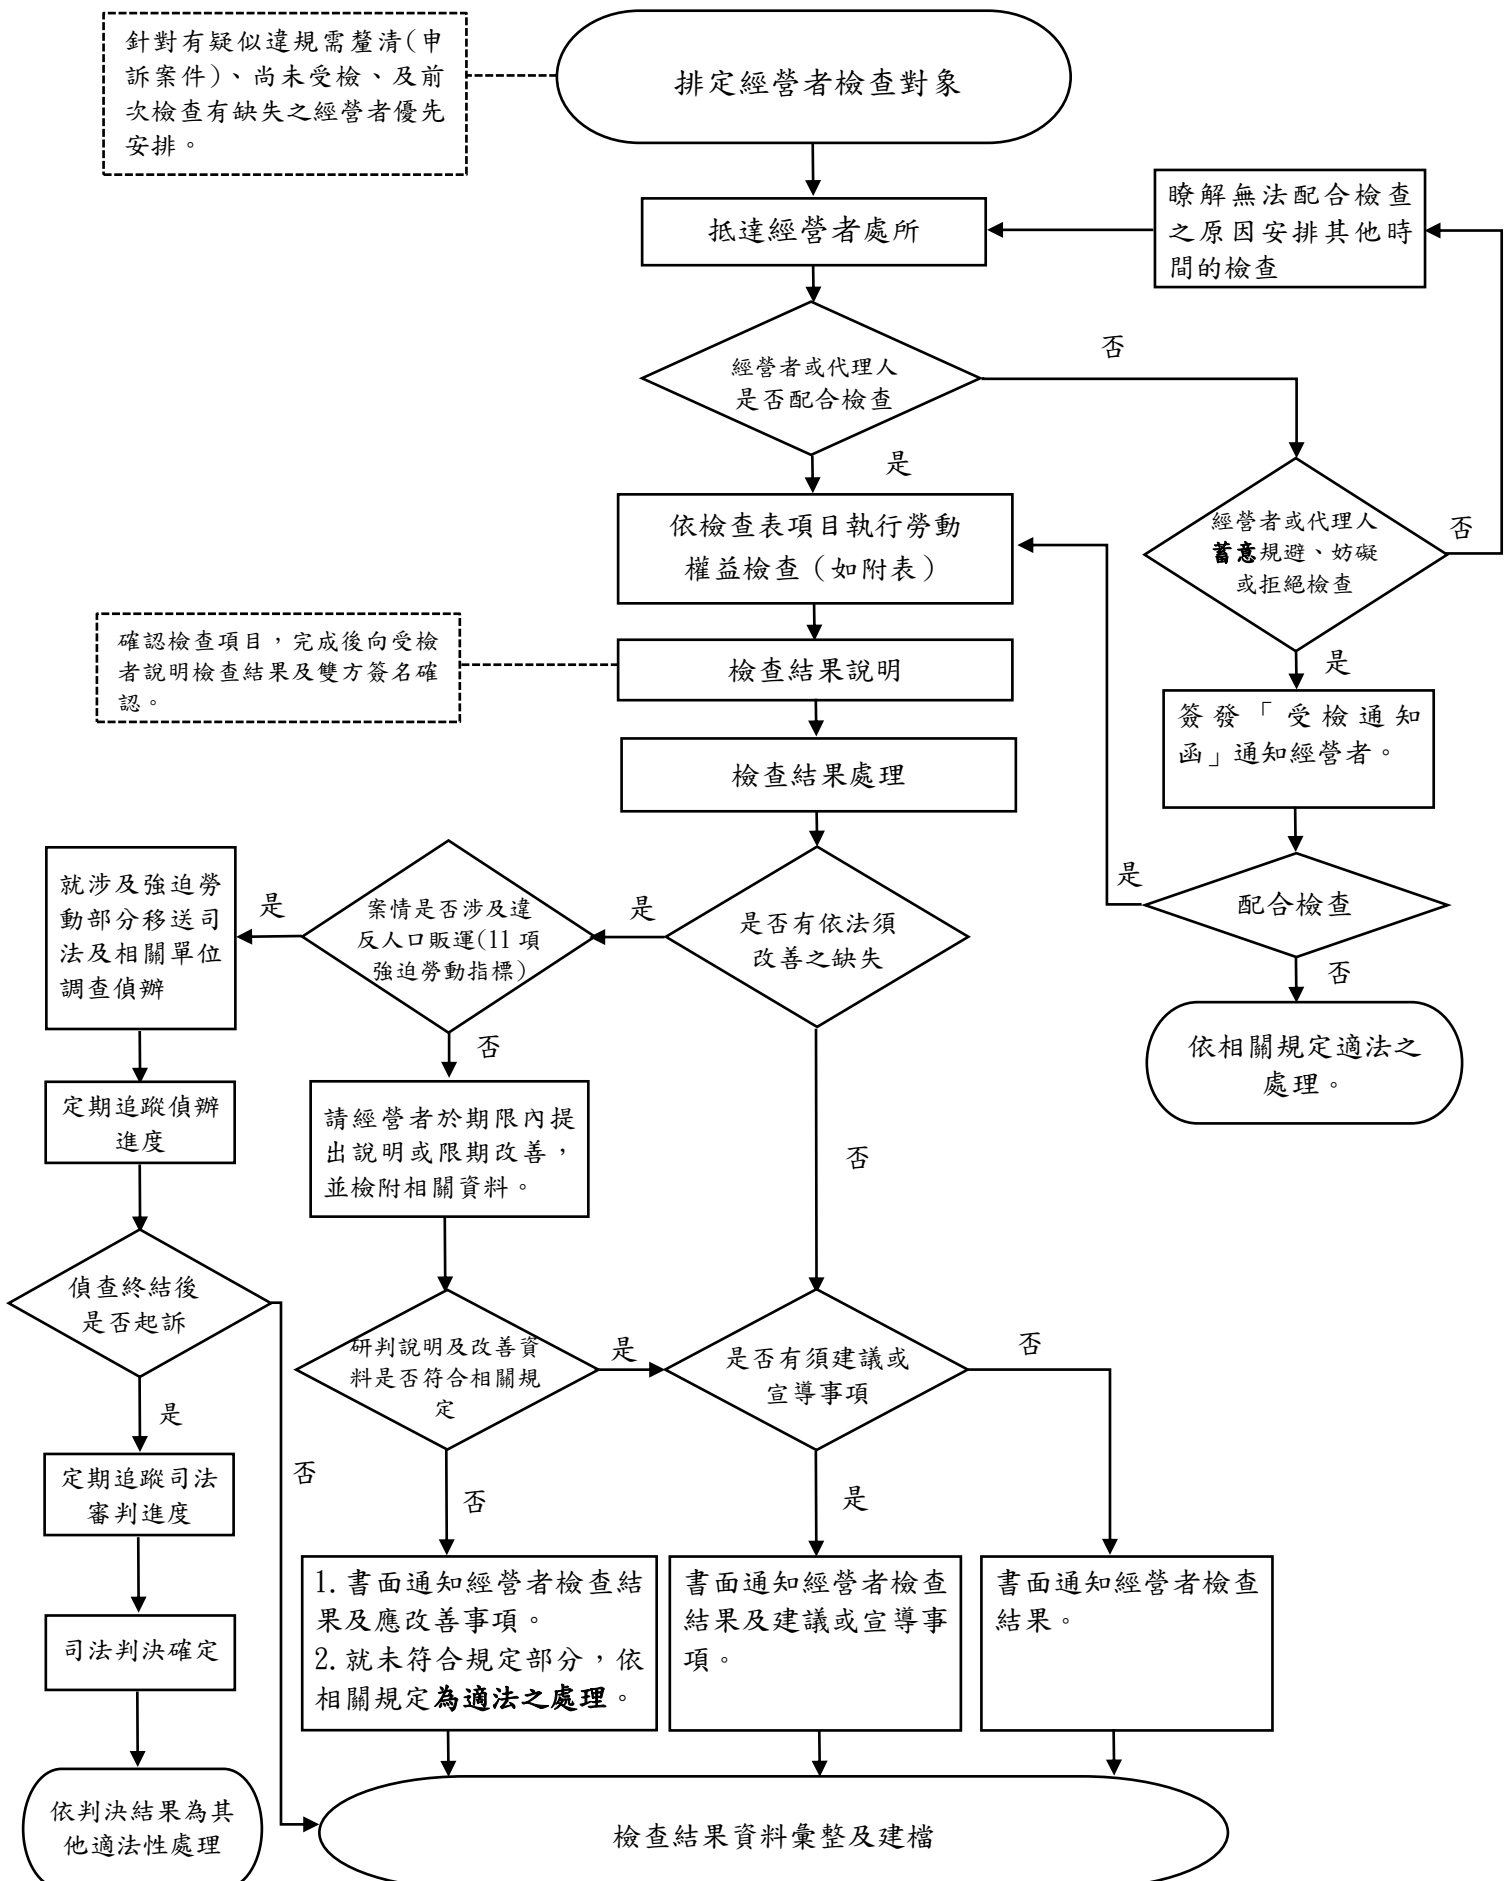 針對有疑似違規需釐清(申
訴案件)、尚未受檢、及前
次檢查有缺失之經營者優先
安排。
排定經營者檢查對象
抵達經營者處所
瞭解無法配合檢查
之原因安排其他時
間的檢查
經營者或代理人
是否配合檢查
否
是
依檢查表項目執行勞動
權益檢查（如附表）
經營者或代理人
蓄意規避、妨礙
或拒絕檢查
否
是
確認檢查項目，完成後向受檢
者說明檢查結果及雙方簽名確
認。
檢查結果說明
簽發「受檢通知
函」通知經營者。
檢查結果處理
就涉及強迫勞
動部分移送司
法及相關單位
調查偵辦
是
案情是否涉及違
反人口販運(11 項
強迫勞動指標)
是
是否有依法須
改善之缺失
是
配合檢查
否
依相關規定適法之
處理。
否
定期追蹤偵辦
進度
請經營者於期限內提
出說明或限期改善，
並檢附相關資料。
否
偵查終結後
是否起訴
研判說明及改善資
料是否符合相關規
定
是
是否有須建議或
宣導事項
否
是
否
否
是
定期追蹤司法
審判進度
司法判決確定
1.書面通知經營者檢查結
果及應改善事項。
2.就未符合規定部分，依
相關規定為適法之處理。
書面通知經營者檢查
結果及建議或宣導事
項。
書面通知經營者檢查
結果。
依判決結果為其
他適法性處理
檢查結果資料彙整及建檔